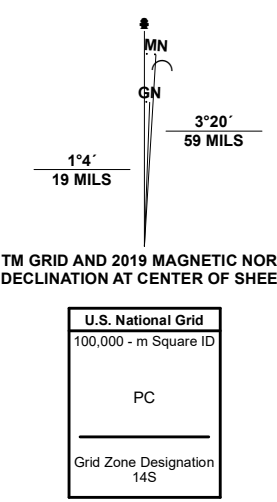 MN
GN
3°20´
59 MILS
1°4´
19 MILS
TM GRID AND 2019 MAGNETIC NOR
DECLINATION AT CENTER OF SHEE
U.S. National Grid
100,000 - m Square ID
PC
Grid Zone Designation
14S